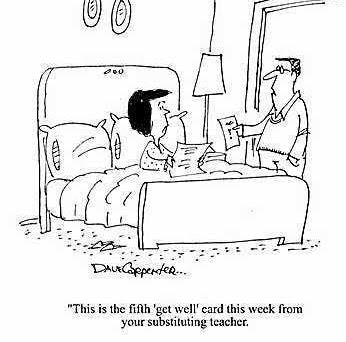 DAVE CARPENTER...
"This is the fifth 'get well' card this week from
your substituting teacher.